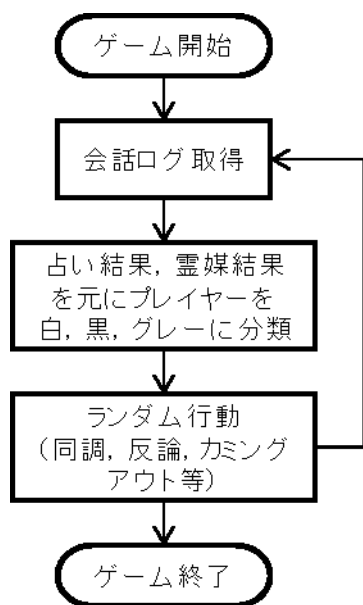 ゲーム開始
会話ログ取得
占い結果, 霊媒結果
を元にプレイヤーを
白, 黒, グレーに分類
ランダム行動
(同調, 反論, カミング
アウト等)
ゲーム終了